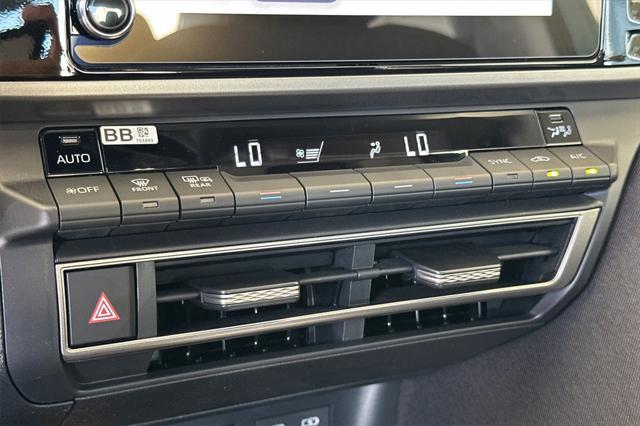 AUTO
BB
LO
LO
OFF
FRONT
REAR
SYNC
A/C